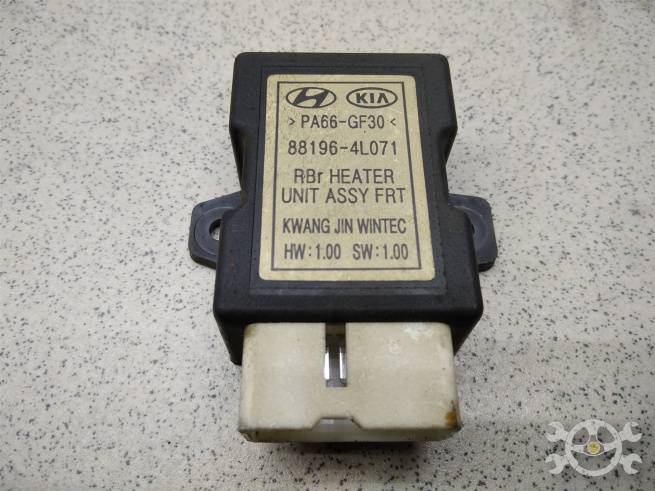 KIA
>PA66-GF30<
88196-4L071
RBr HEATER
UNIT ASSY FRT
KWANG JIN WINTEC
HW:1.00 SW:1.00